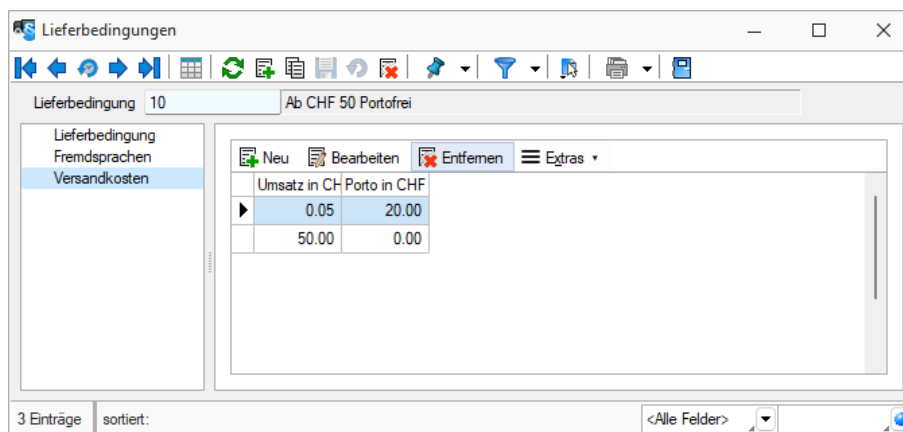 Lieferbedingungen
Lieferbedingung 10 Ab CHF 50 Portofrei
Lieferbedingung
Fremdsprachen
Versandkosten
Neu Bearbeiten Entfernen Extras
Umsatz in CH Porto in CHF
0.05 20.00
50.00 0.00
3 Einträge sortiert: <Alle Felder>